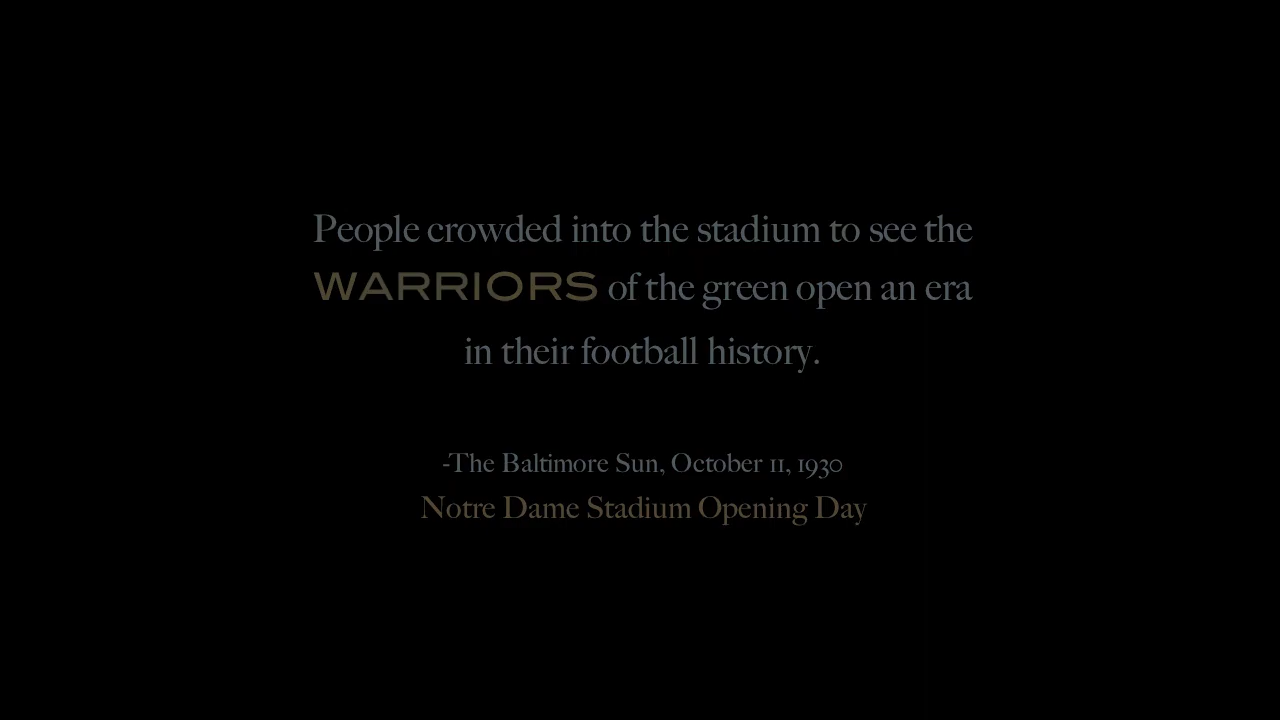 People crowded into the stadium to see the
WARRIORS of the green open an era
in their football history.
-The Baltimore Sun, October 11, 1930
Notre Dame Stadium Opening Day